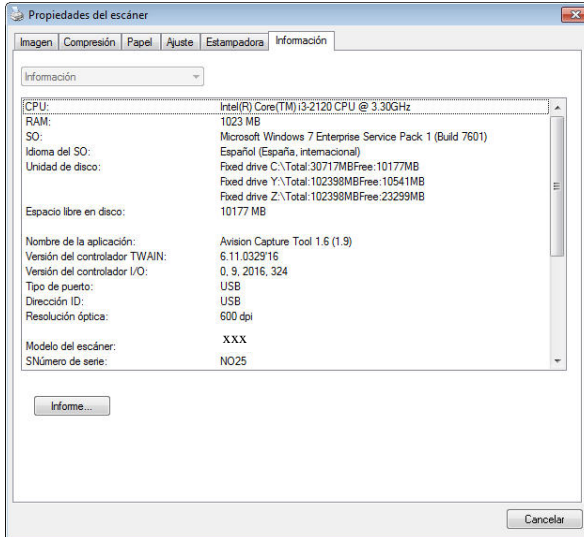 Propiedades del escáner
Imagen Compresión Papel Ajuste Estampadora Información
Información
CPU: Intel(R) Core(TM) i3-2120 CPU @ 3.30GHz
RAM: 1023 MB
SO: Microsoft Windows 7 Enterprise Service Pack 1 (Build 7601)
Idioma del SO: Español (España, internacional)
Unidad de disco: Fixed drive C:\Total:30717MBFree:10177MB
Fixed drive Y:\Total:102398MBFree:10541MB
Fixed drive Z:\Total:102398MBFree:23299MB
Espacio libre en disco: 10177 MB
Nombre de la aplicación: Avision Capture Tool 1.6 (1.9)
Versión del controlador TWAIN: 6.11.0329'16
Versión del controlador I/O: 0, 9, 2016, 324
Tipo de puerto: USB
Dirección ID: USB
Resolución óptica: 600 dpi
Modelo del escáner: xxx
SNúmero de serie: NO25
Informe...
Cancelar